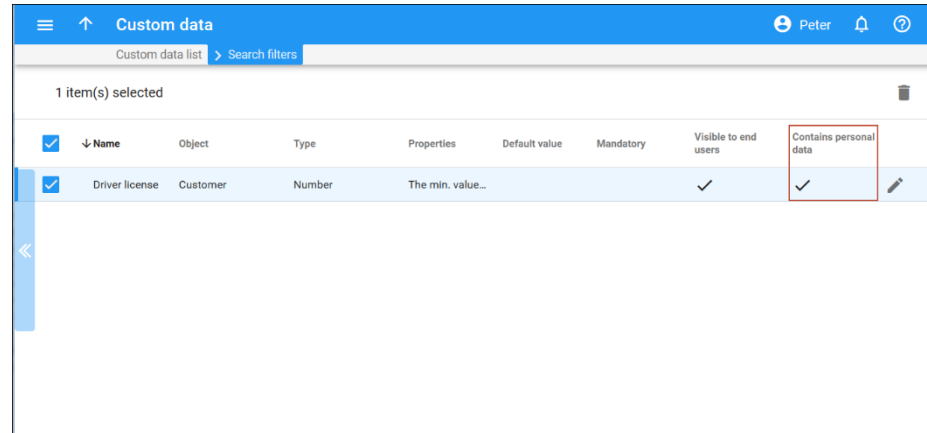 Custom data
Peter
Custom data list
Search filters
1 item(s) selected
Name
Object
Type
Properties
Default value
Mandatory
Visible to end
users
Contains personal
data
Driver license
Customer
Number
The min. value...